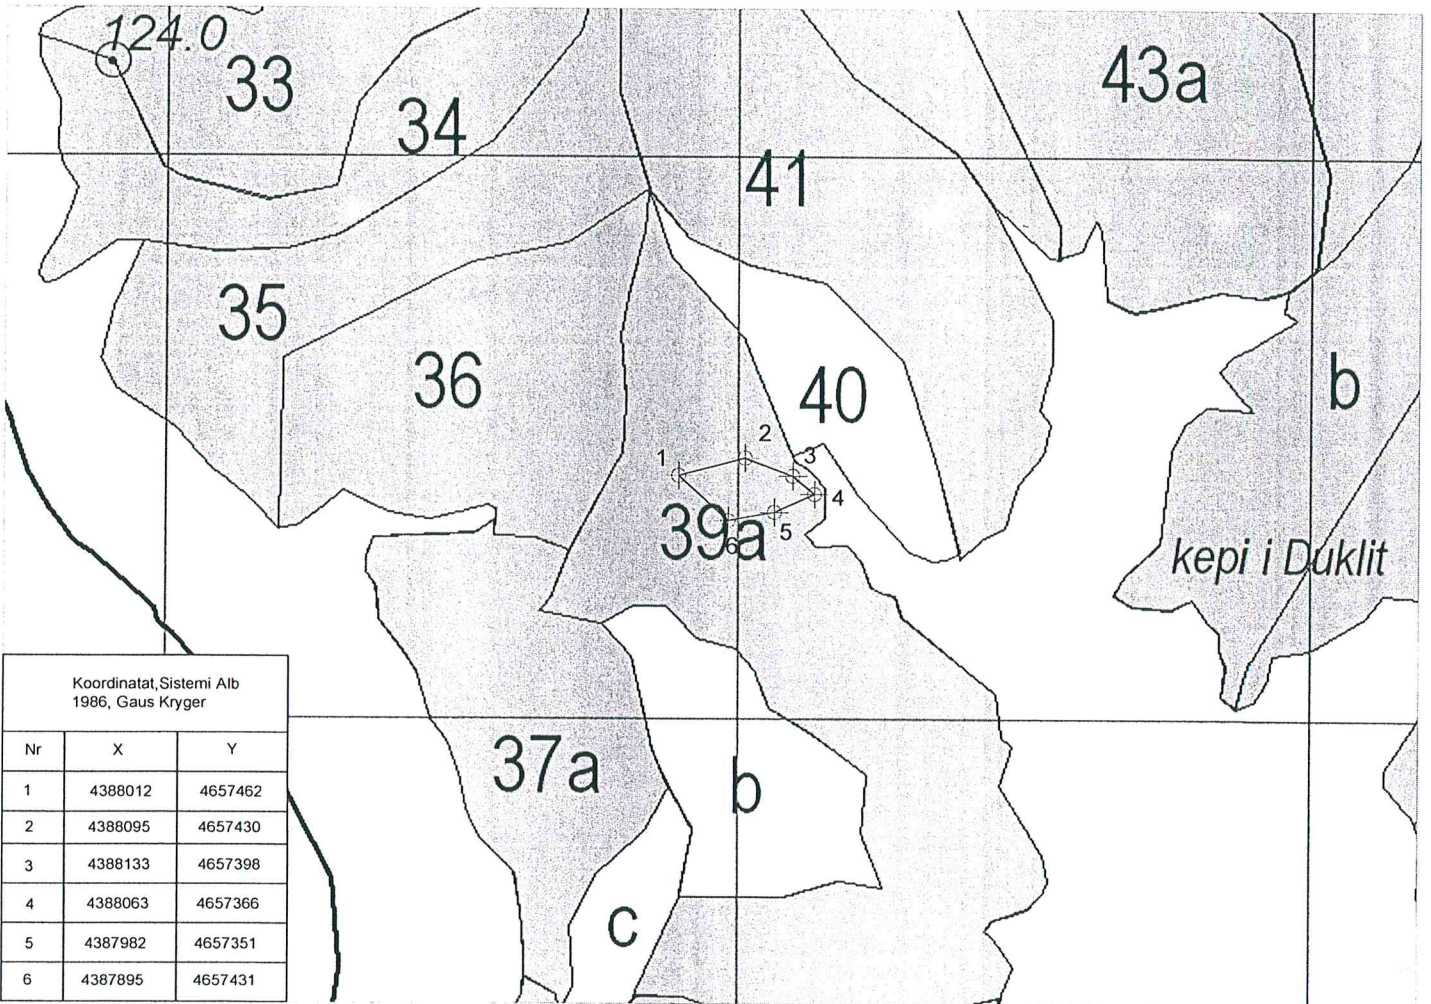 124.0
33
34
43a
41
35
36
40
b
2
1
3
4
39a
5
6
kepi i Duklit
Koordinatat,Sistemi Alb
1986, Gaus Kryger
Nr X Y
1 4388012 4657462
2 4388095 4657430
3 4388133 4657398
4 4388063 4657366
5 4387982 4657351
6 4387895 4657431
37a
b
c